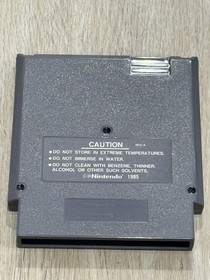 CAUTION
•DO NOT STORE IN EXTREME TEMPERATURES.
•DO NOT IMMERSE IN WATER.
•DO NOT CLEAN WITH BENZENE, THINNER,
ALCOHOL OR OTHER SUCH SOLVENTS.
©®Nintendo® 1985